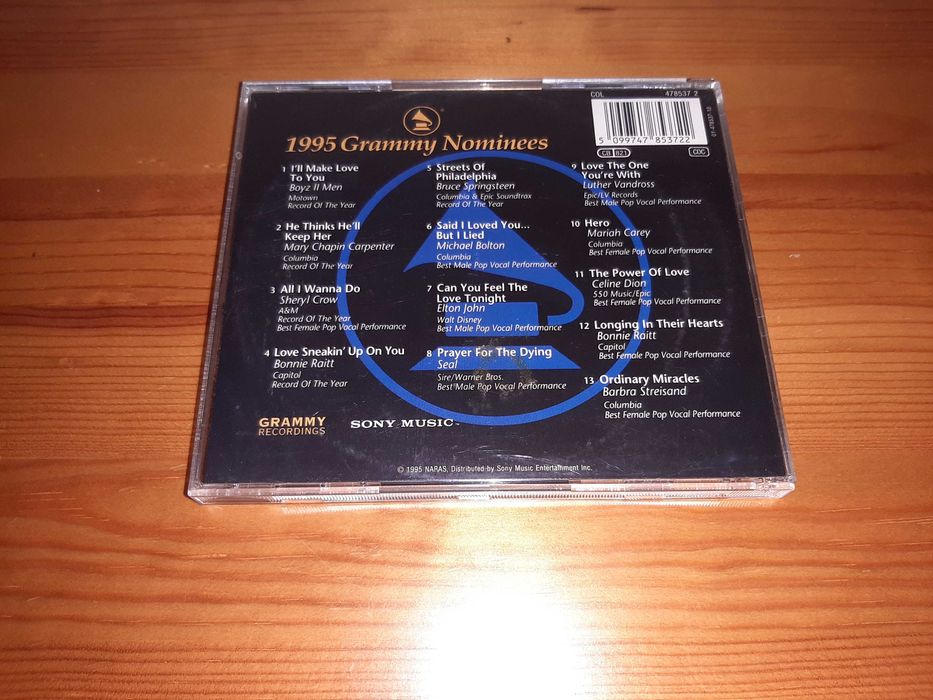 COL 478537 2
5 099747 853722
01-478537-10
CB 821
CDC
1995 Grammy Nominees
1 I'll Make Love
To You
Boyz II Men
Motown
Record Of The Year
2 He Thinks He'll
Keep Her
Mary Chapin Carpenter
Columbia
Record Of The Year
3 All I Wanna Do
Sheryl Crow
A&M
Record Of The Year
Best Female Pop Vocal Performance
4 Love Sneakin' Up On You
Bonnie Raitt
Capitol
Record Of The Year
5 Streets Of
Philadelphia
Bruce Springsteen
Columbia & Epic Soundtrax
Record Of The Year
6 Said I Loved You...
But I Lied
Michael Bolton
Columbia
Best Male Pop Vocal Performance
7 Can You Feel The
Love Tonight
Elton John
Walt Disney
Best Male Pop Vocal Performance
8 Prayer For The Dying
Seal
Sire/Warner Bros.
Best Male Pop Vocal Performance
9 Love The One
You're With
Luther Vandross
Epic/LV Records
Best Male Pop Vocal Performance
10 Hero
Mariah Carey
Columbia
Best Female Pop Vocal Performance
11 The Power Of Love
Celine Dion
550 Music/Epic
Best Female Pop Vocal Performance
12 Longing In Their Hearts
Bonnie Raitt
Capitol
Best Female Pop Vocal Performance
13 Ordinary Miracles
Barbra Streisand
Columbia
Best Female Pop Vocal Performance
GRAMMY
RECORDINGS
SONY MUSIC™
© 1995 NARAS, Distributed by Sony Music Entertainment Inc.